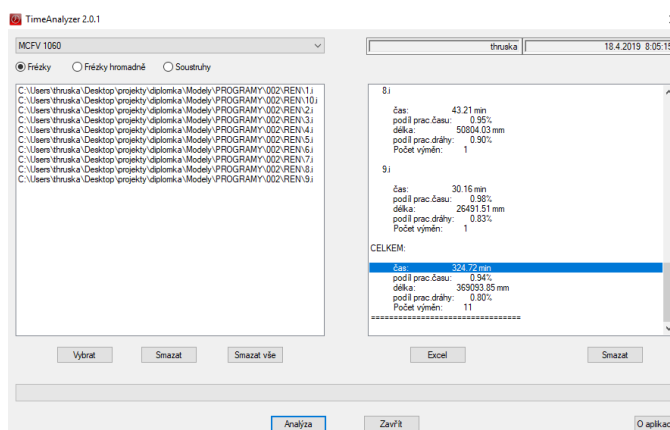 TimeAnalyzer 2.0.1
MCFV 1060
thruska
18.4.2019 8:05:15
Frézky
Frézky hromadně
Soustruhy
C:\Users\thruska\Desktop\projekty\diplomka\Modely\PROGRAMY\002\REN\1.i
C:\Users\thruska\Desktop\projekty\diplomka\Modely\PROGRAMY\002\REN\10.i
C:\Users\thruska\Desktop\projekty\diplomka\Modely\PROGRAMY\002\REN\2.i
C:\Users\thruska\Desktop\projekty\diplomka\Modely\PROGRAMY\002\REN\3.i
C:\Users\thruska\Desktop\projekty\diplomka\Modely\PROGRAMY\002\REN\4.i
C:\Users\thruska\Desktop\projekty\diplomka\Modely\PROGRAMY\002\REN\5.i
C:\Users\thruska\Desktop\projekty\diplomka\Modely\PROGRAMY\002\REN\6.i
C:\Users\thruska\Desktop\projekty\diplomka\Modely\PROGRAMY\002\REN\7.i
C:\Users\thruska\Desktop\projekty\diplomka\Modely\PROGRAMY\002\REN\8.i
C:\Users\thruska\Desktop\projekty\diplomka\Modely\PROGRAMY\002\REN\9.i
8.i
čas: 43.21 min
podíl prac.času: 0.95%
délka: 50804.03 mm
podíl prac.dráhy: 0.90%
Počet výměn: 1
9.i
čas: 30.16 min
podíl prac.času: 0.98%
délka: 26491.51 mm
podíl prac.dráhy: 0.83%
Počet výměn: 1
CELKEM:
čas: 324.72 min
podíl prac.času: 0.94%
délka: 369093.85 mm
podíl prac.dráhy: 0.80%
Počet výměn: 11
=================================
Vybrat
Smazat
Smazat vše
Excel
Smazat
Analýza
Zavřít
O aplikac